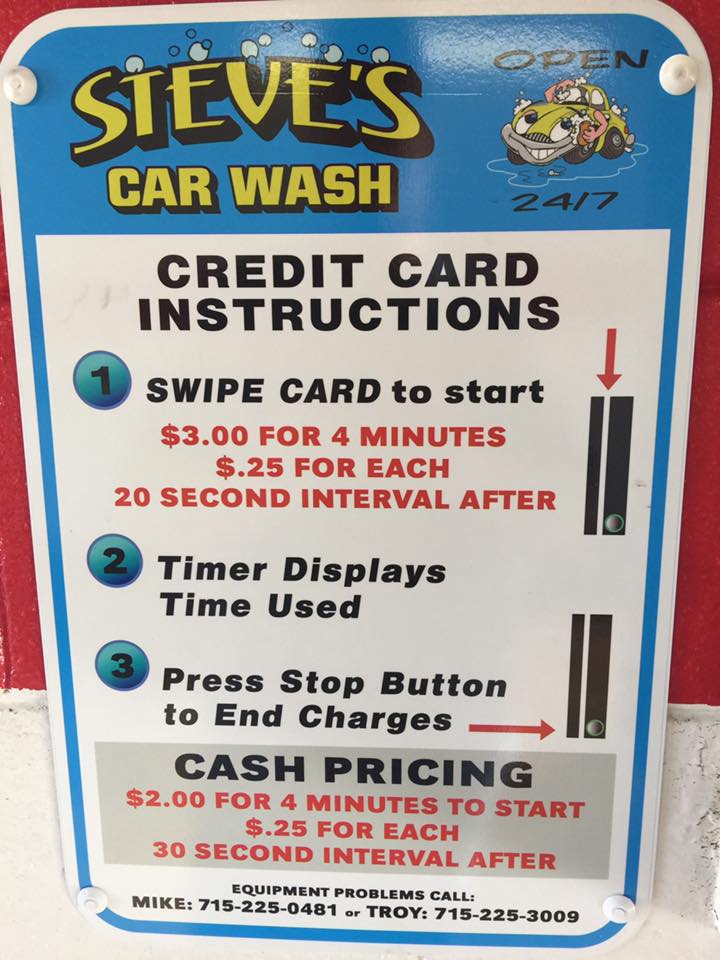 STEVE'S
CAR WASH
OPEN
24/7
CREDIT CARD
INSTRUCTIONS
1 SWIPE CARD to start
$3.00 FOR 4 MINUTES
$.25 FOR EACH
20 SECOND INTERVAL AFTER
2 Timer Displays
Time Used
3 Press Stop Button
to End Charges
CASH PRICING
$2.00 FOR 4 MINUTES TO START
$.25 FOR EACH
30 SECOND INTERVAL AFTER
EQUIPMENT PROBLEMS CALL:
MIKE: 715-225-0481 or TROY: 715-225-3009